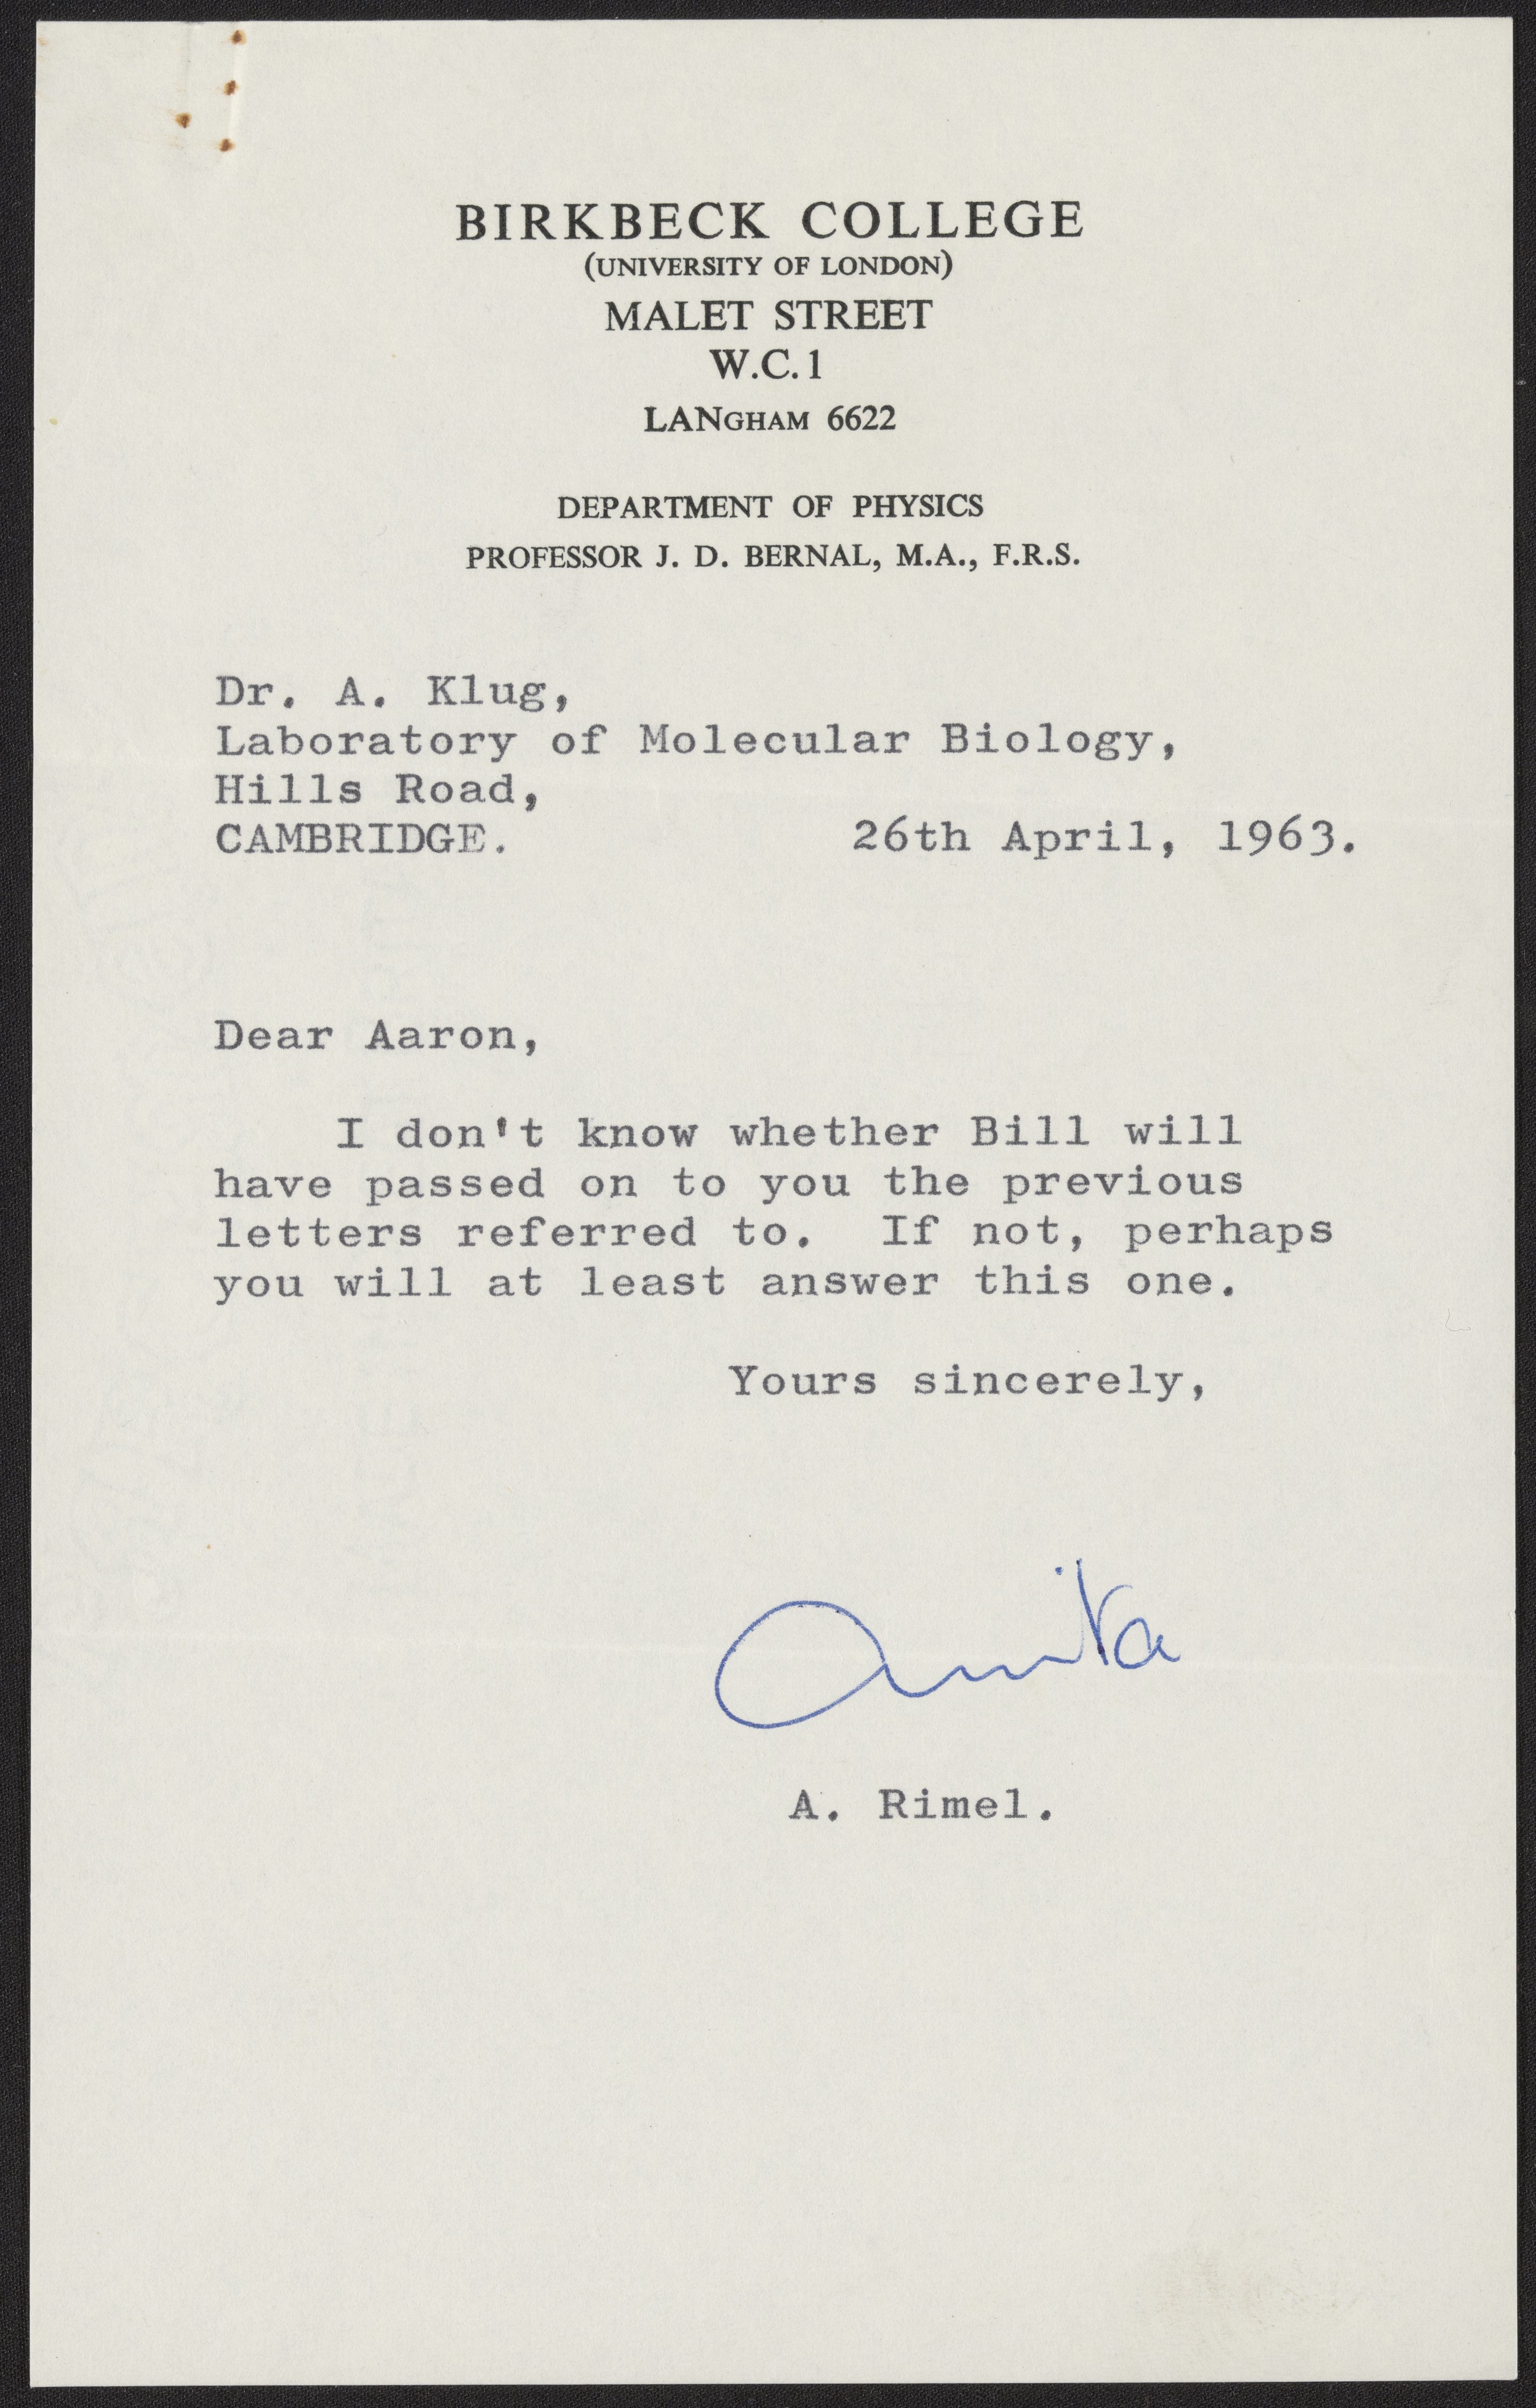 BIRKBECK COLLEGE
(UNIVERSITY OF LONDON)
MALET STREET
W.C.1
LANGHAM 6622
DEPARTMENT OF PHYSICS
PROFESSOR J. D. BERNAL, M.A., F.R.S.
Dr. A. Klug,
Laboratory of Molecular Biology,
Hills Road,
CAMBRIDGE. 26th April, 1963.
Dear Aaron,
I don't know whether Bill will
have passed on to you the previous
letters referred to. If not, perhaps
you will at least answer this one.
Yours sincerely,
Anita
A. Rimel.